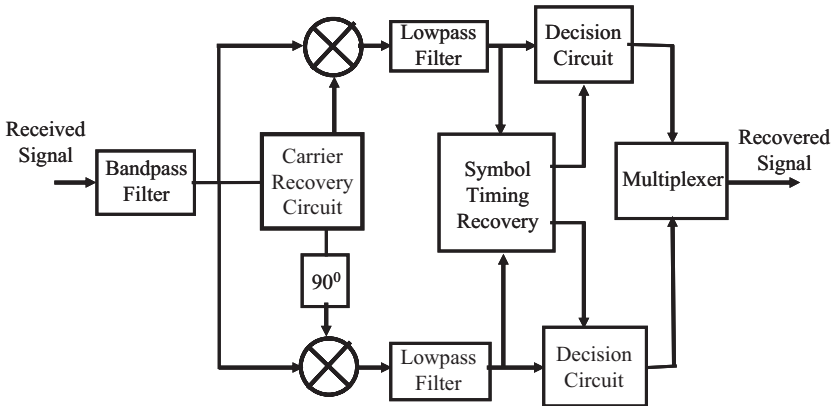 Received
Signal
Bandpass
Filter
Carrier
Recovery
Circuit
90⁰
Lowpass
Filter
Lowpass
Filter
Symbol
Timing
Recovery
Decision
Circuit
Decision
Circuit
Multiplexer
Recovered
Signal